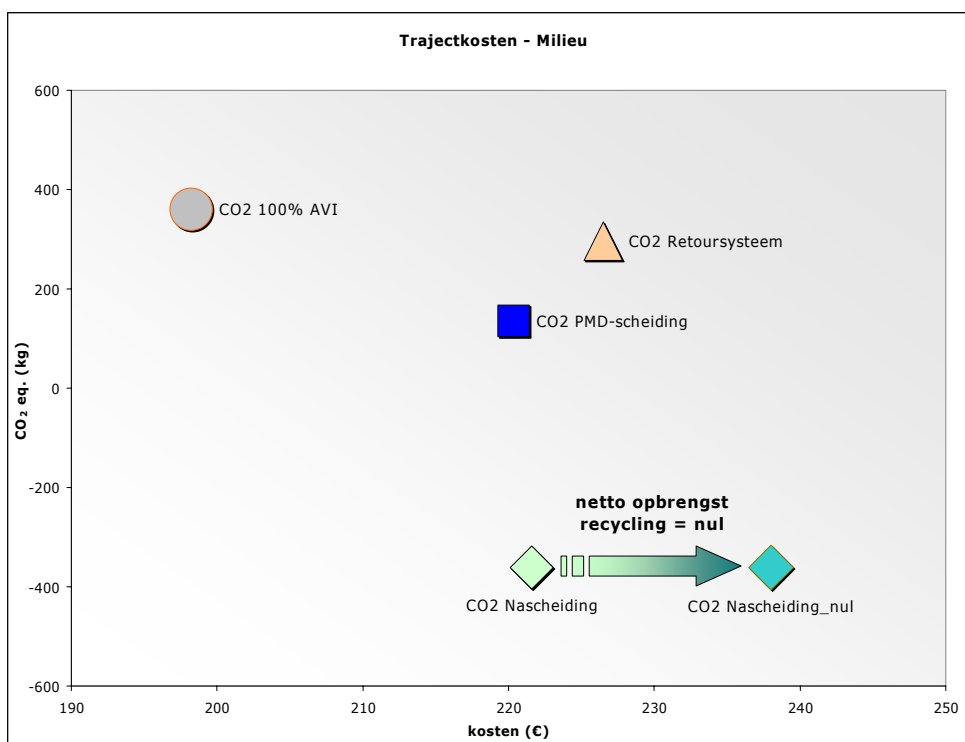 Trajectkosten - Milieu
CO₂ eq. (kg)
600
400
200
0
-200
-400
-600
CO2 100% AVI
CO2 Retoursysteem
CO2 PMD-scheiding
netto opbrengst
recycling = nul
CO2 Nascheiding
CO2 Nascheiding_nul
190
200
210
220
230
240
250
kosten (€)